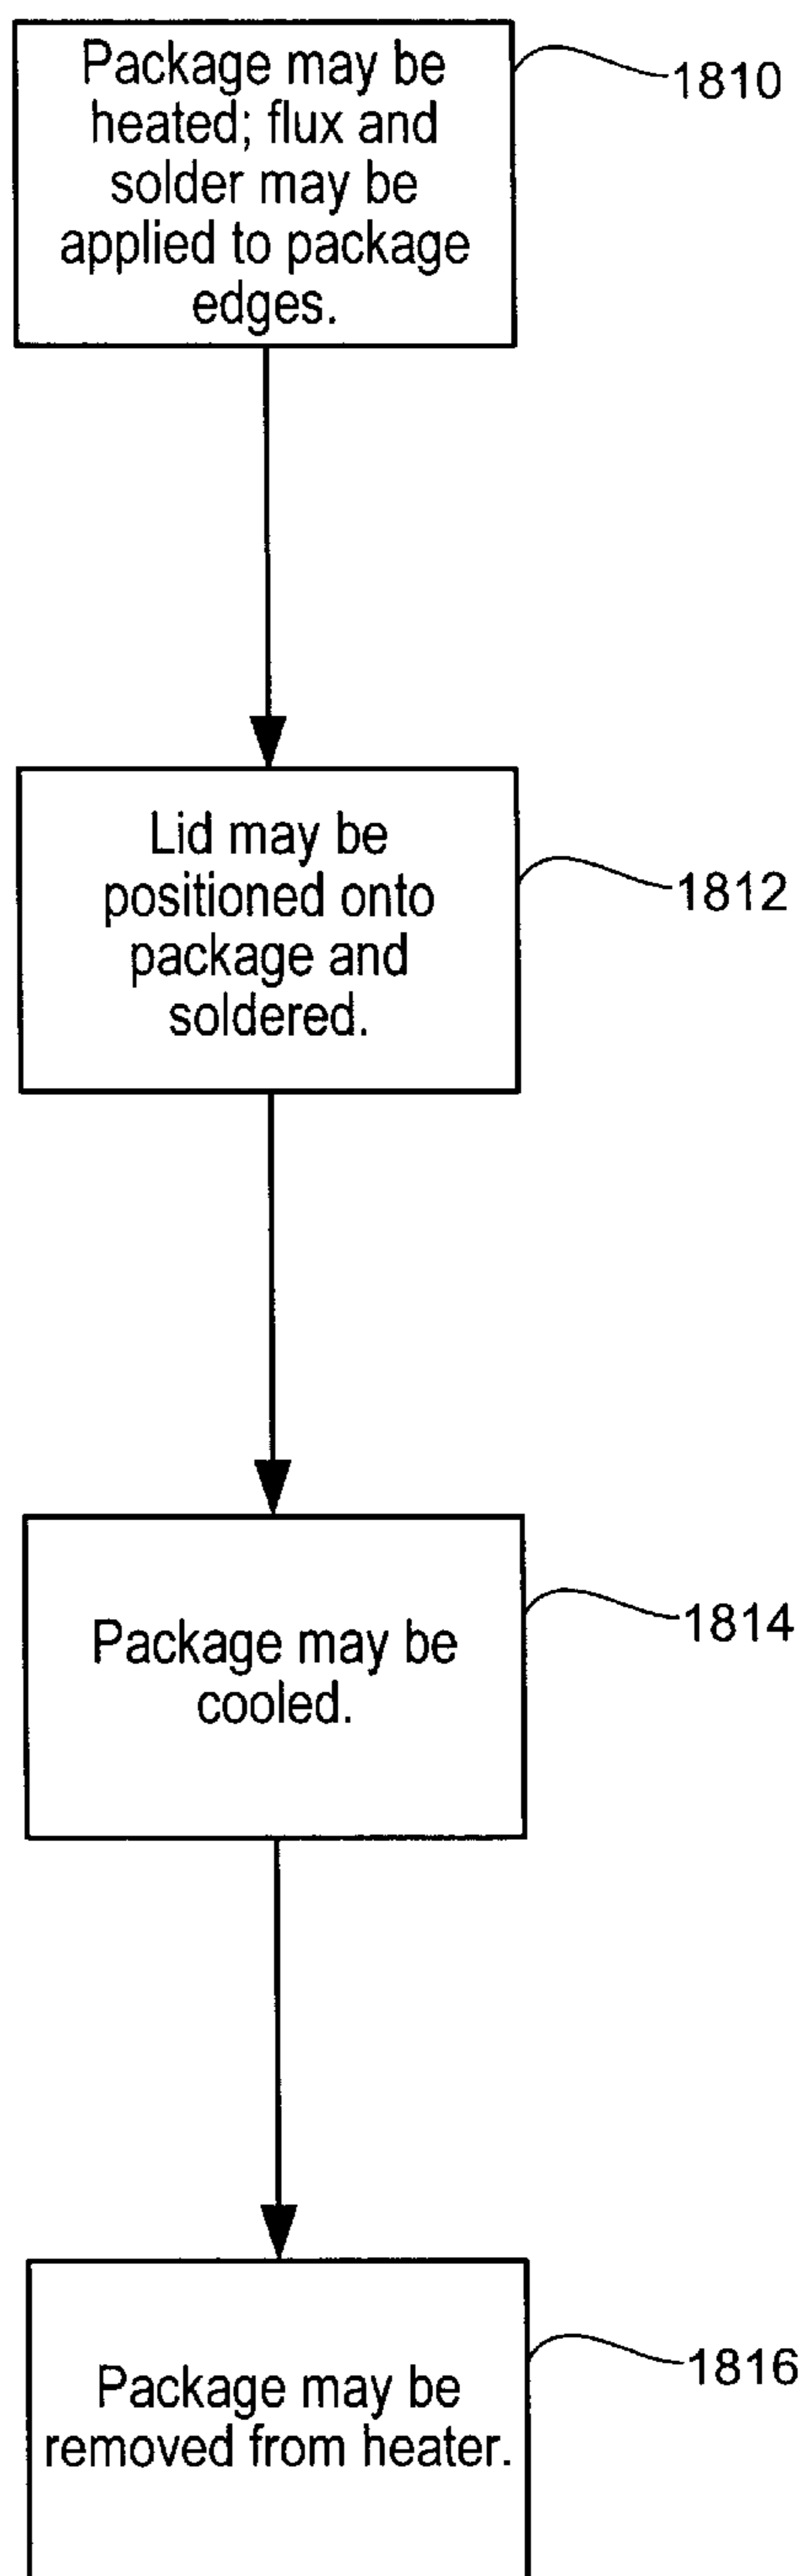 Package may be
heated; flux and
solder may be
applied to package
edges.
1810
Lid may be
positioned onto
package and
soldered.
1812
Package may be
cooled.
1814
Package may be
removed from heater.
1816